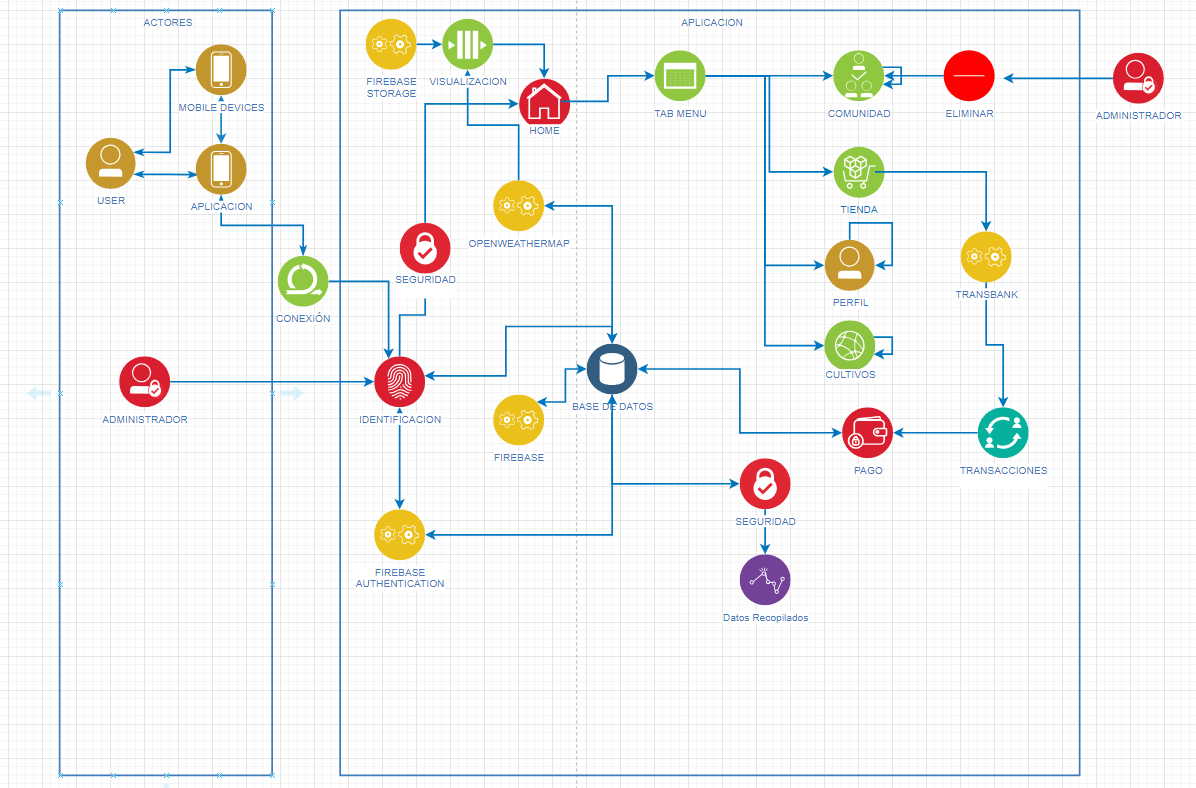 ACTORES
APLICACION
MOBILE DEVICES
USER
APLICACION
CONEXIÓN
ADMINISTRADOR
FIREBASE
STORAGE
VISUALIZACION
HOME
TAB MENU
COMUNIDAD
ELIMINAR
ADMINISTRADOR
TIENDA
OPENWEATHERMAP
SEGURIDAD
PERFIL
TRANSBANK
CULTIVOS
IDENTIFICACION
BASE DE DATOS
FIREBASE
PAGO
TRANSACCIONES
SEGURIDAD
FIREBASE
AUTHENTICATION
Datos Recopilados